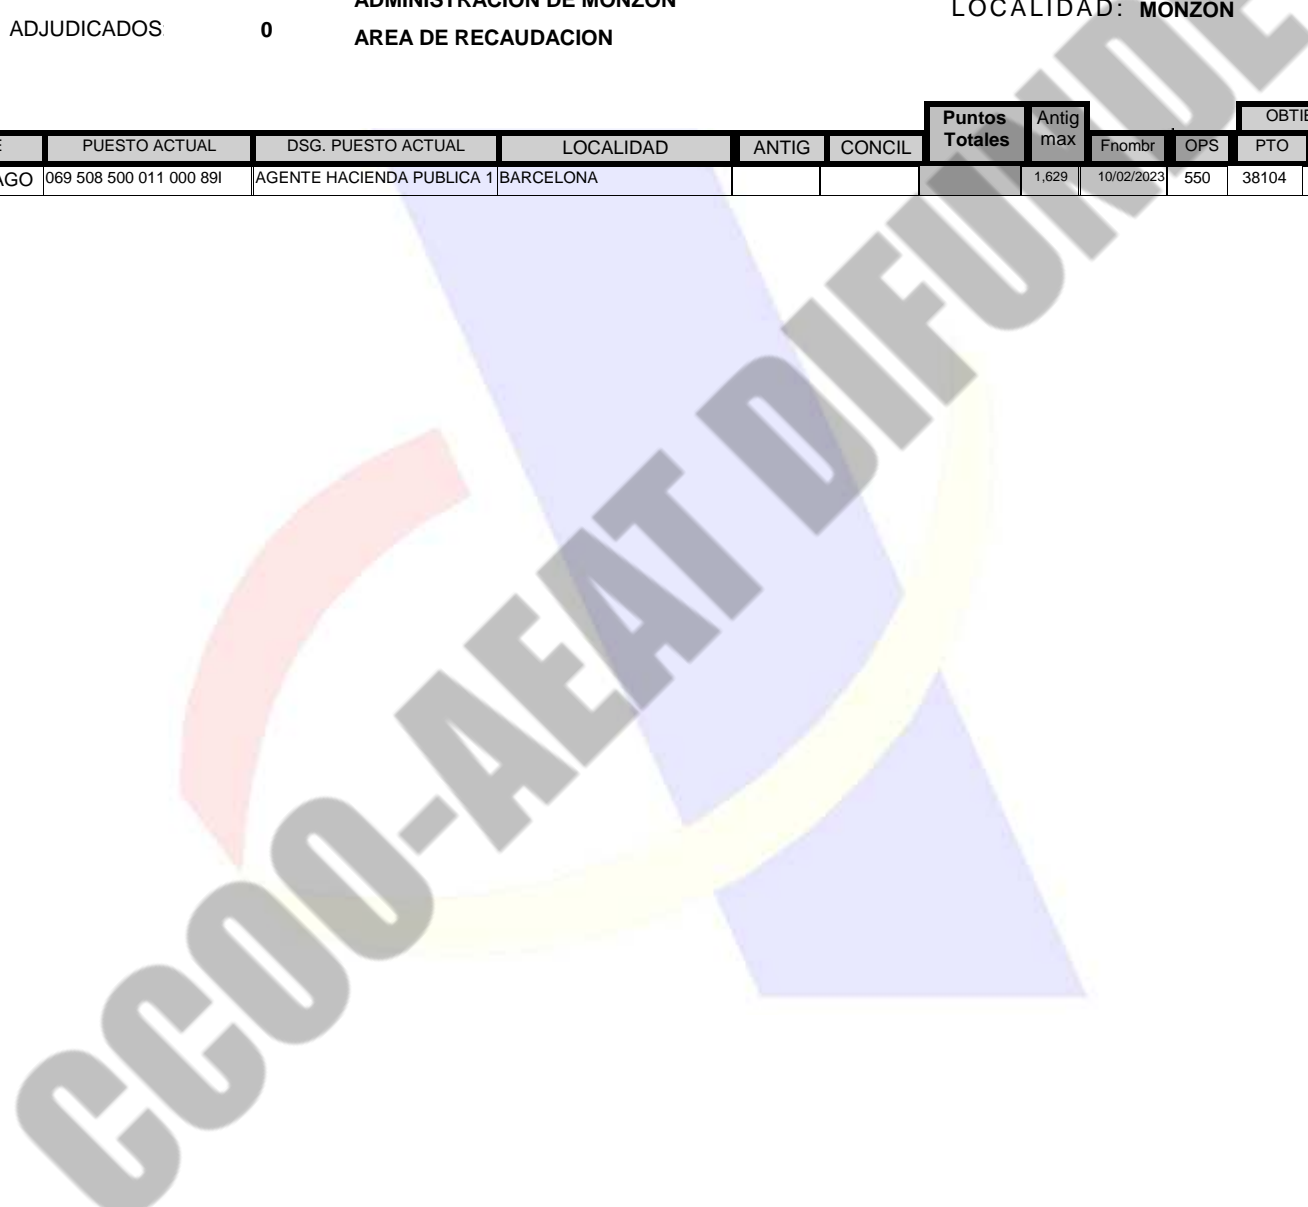 ADMINISTRACION DE MONZON
LOCALIDAD: MONZON
ADJUDICADOS: 0
AREA DE RECAUDACION
Puntos Totales Antig max OBTIE
E PUESTO ACTUAL DSG. PUESTO ACTUAL LOCALIDAD ANTIG CONCIL Fnombr OPS PTO
AGO 069 508 500 011 000 89I AGENTE HACIENDA PUBLICA 1 BARCELONA 1,629 10/02/2023 550 38104
CCOO-AEAT DIFUNDE